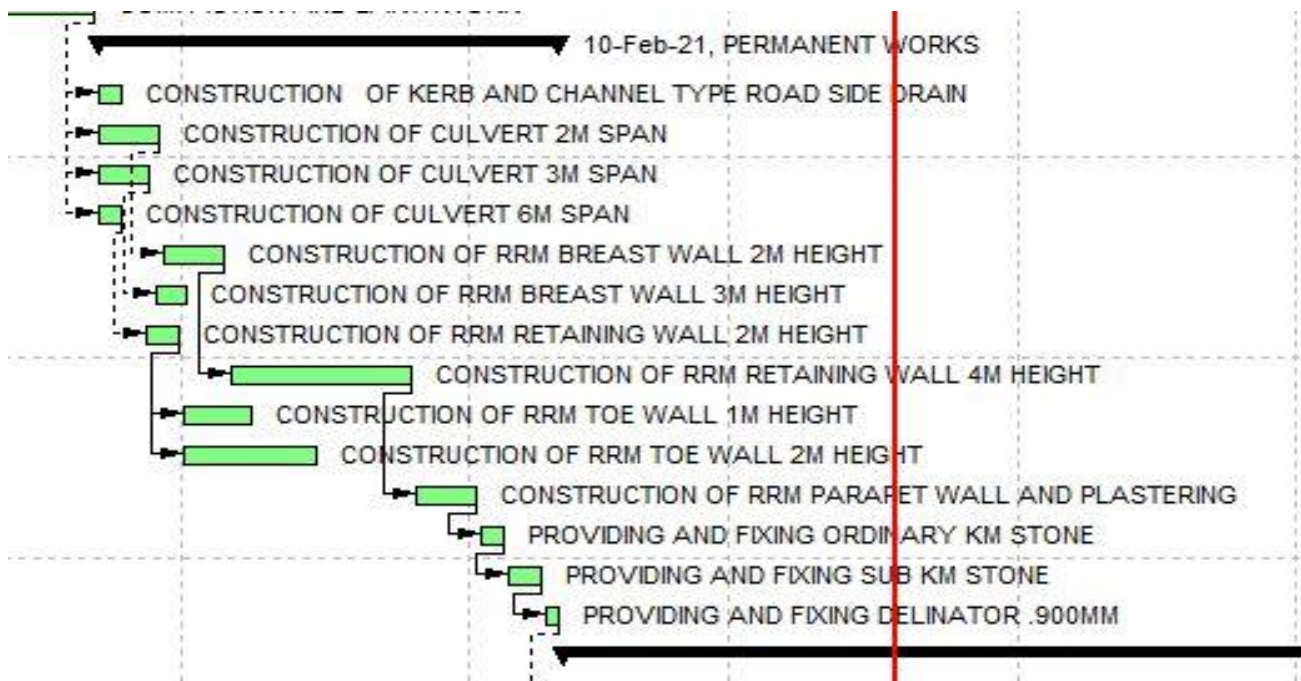 10-Feb-21, PERMANENT WORKS
CONSTRUCTION OF KERB AND CHANNEL TYPE ROAD SIDE DRAIN
CONSTRUCTION OF CULVERT 2M SPAN
CONSTRUCTION OF CULVERT 3M SPAN
CONSTRUCTION OF CULVERT 6M SPAN
CONSTRUCTION OF RRM BREAST WALL 2M HEIGHT
CONSTRUCTION OF RRM BREAST WALL 3M HEIGHT
CONSTRUCTION OF RRM RETAINING WALL 2M HEIGHT
CONSTRUCTION OF RRM RETAINING WALL 4M HEIGHT
CONSTRUCTION OF RRM TOE WALL 1M HEIGHT
CONSTRUCTION OF RRM TOE WALL 2M HEIGHT
CONSTRUCTION OF RRM PARAPET WALL AND PLASTERING
PROVIDING AND FIXING ORDINARY KM STONE
PROVIDING AND FIXING SUB KM STONE
PROVIDING AND FIXING DELINATOR .900MM